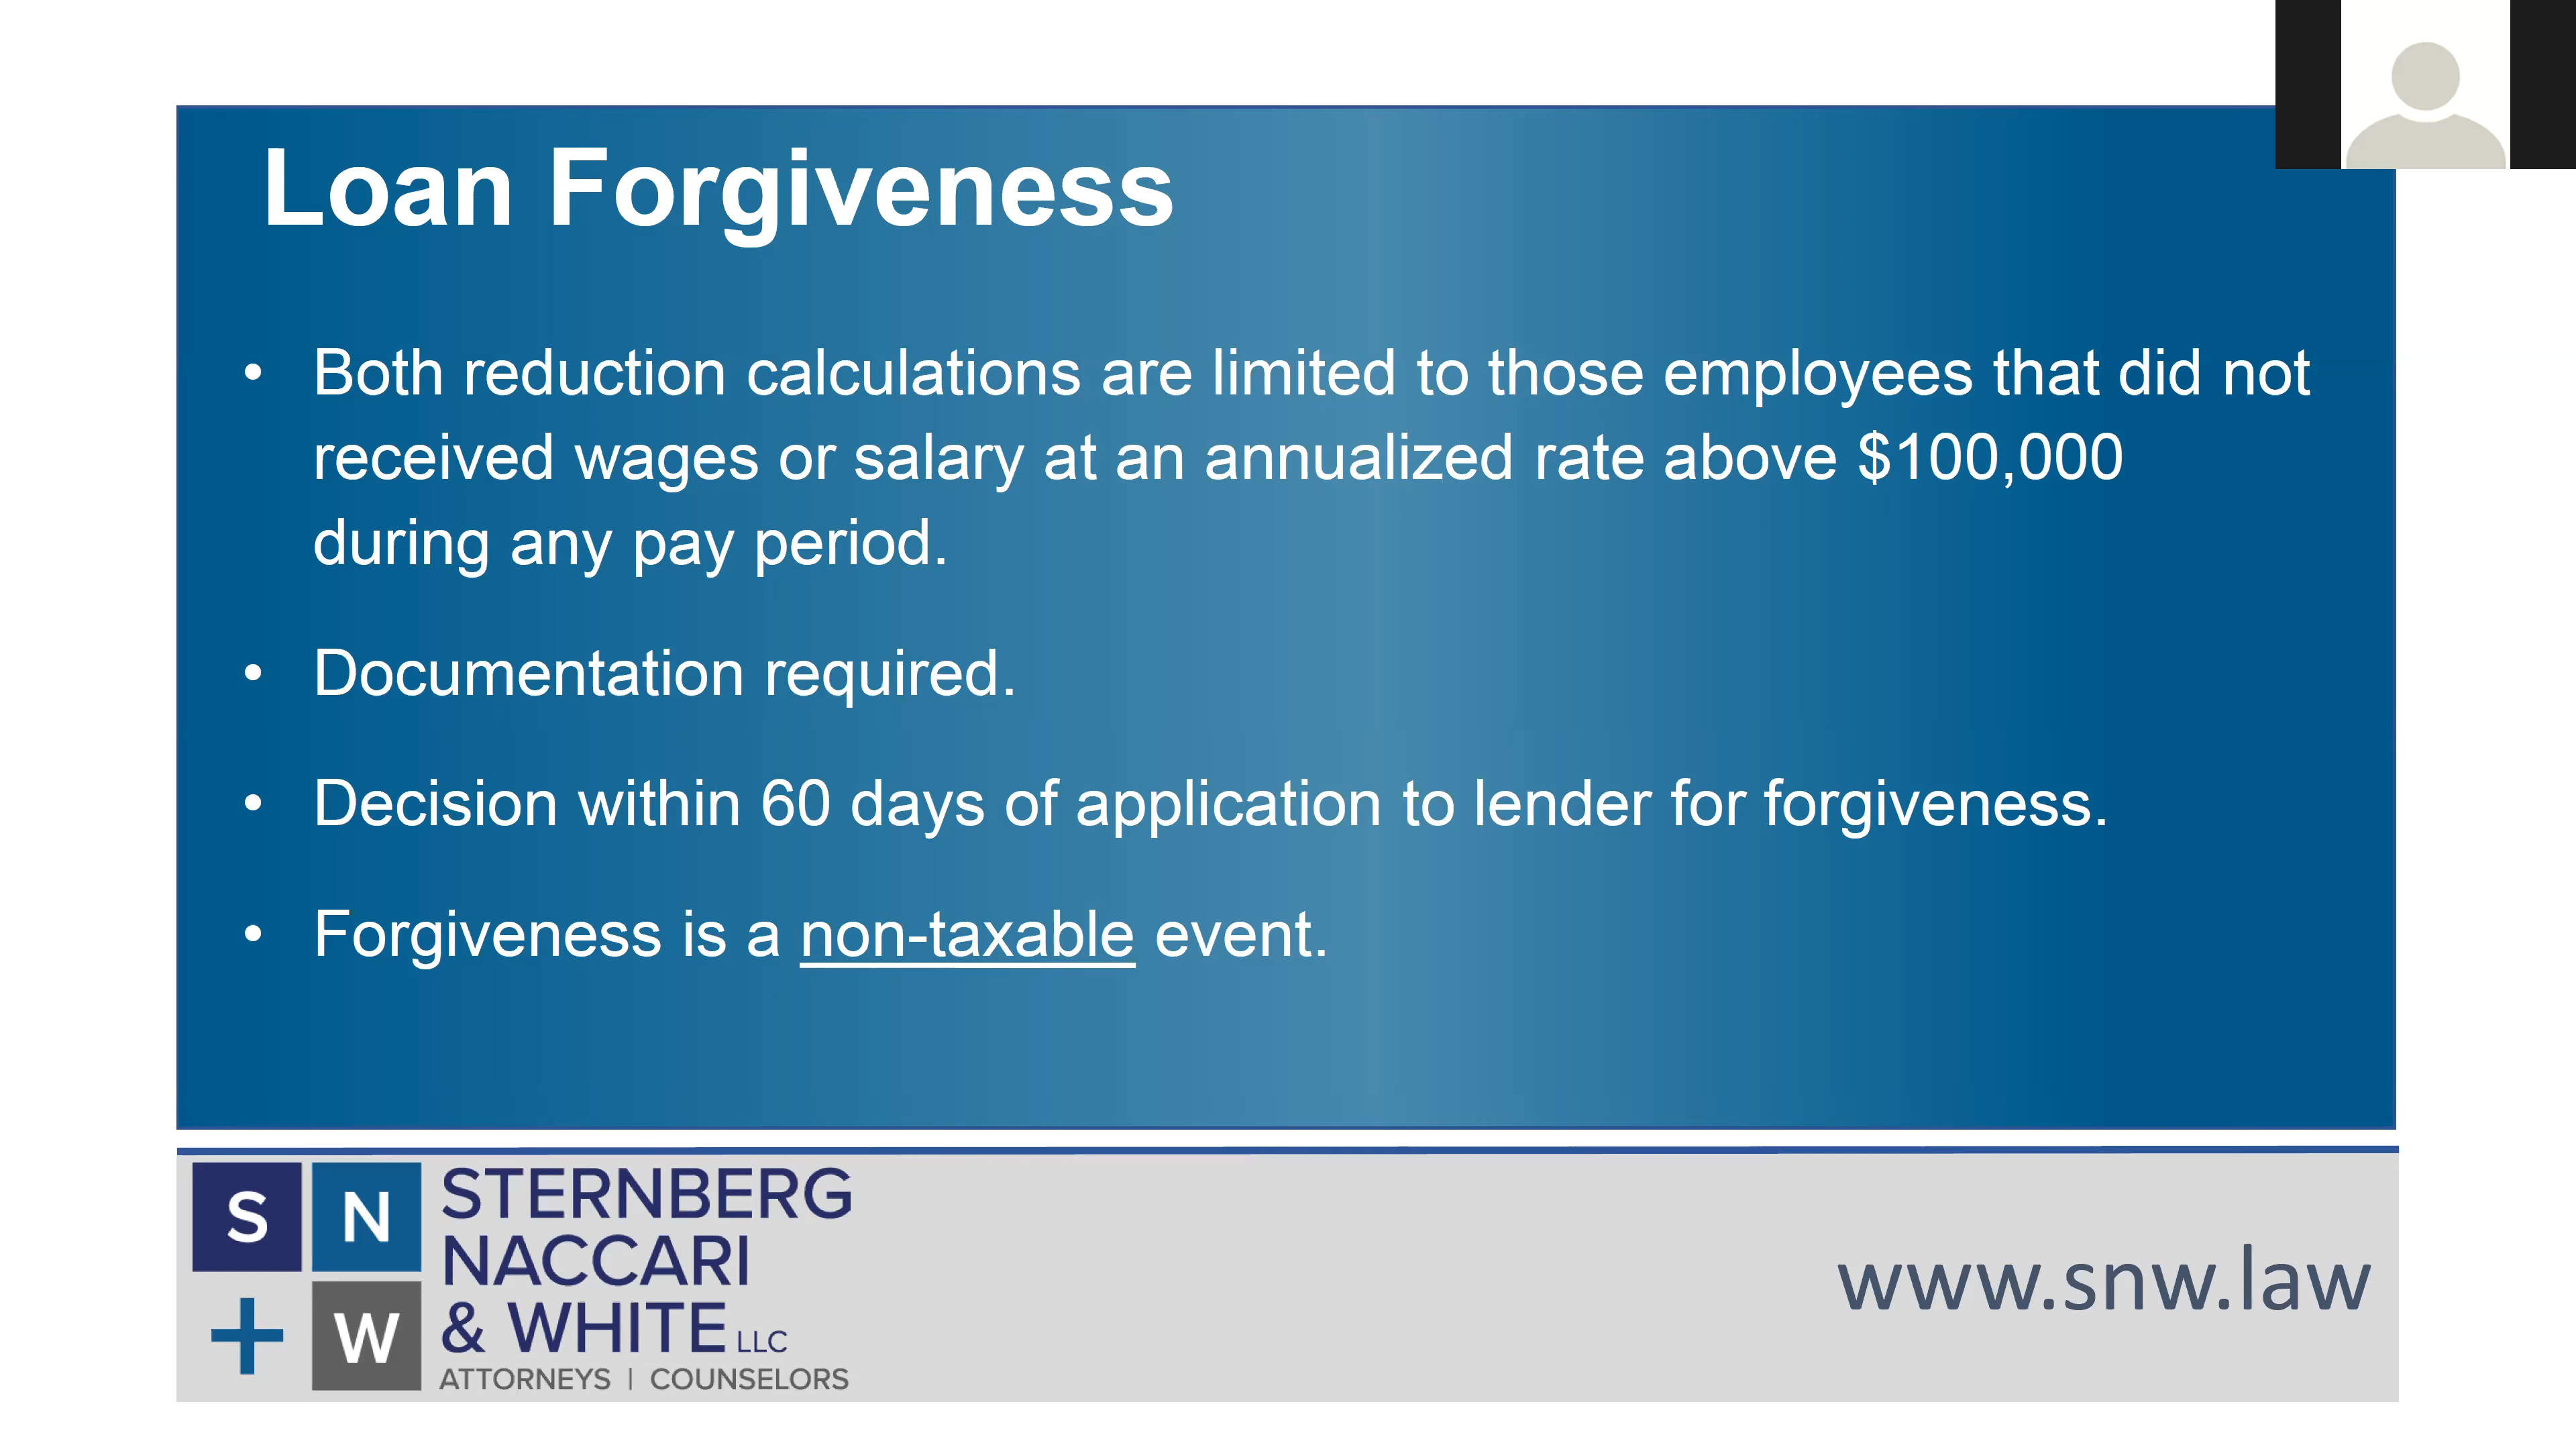 Loan Forgiveness
• Both reduction calculations are limited to those employees that did not
received wages or salary at an annualized rate above $100,000
during any pay period.
• Documentation required.
• Decision within 60 days of application to lender for forgiveness.
• Forgiveness is a non-taxable event.
S N
+ W
STERNBERG
NACCARI
& WHITE LLC
ATTORNEYS | COUNSELORS
www.snw.law